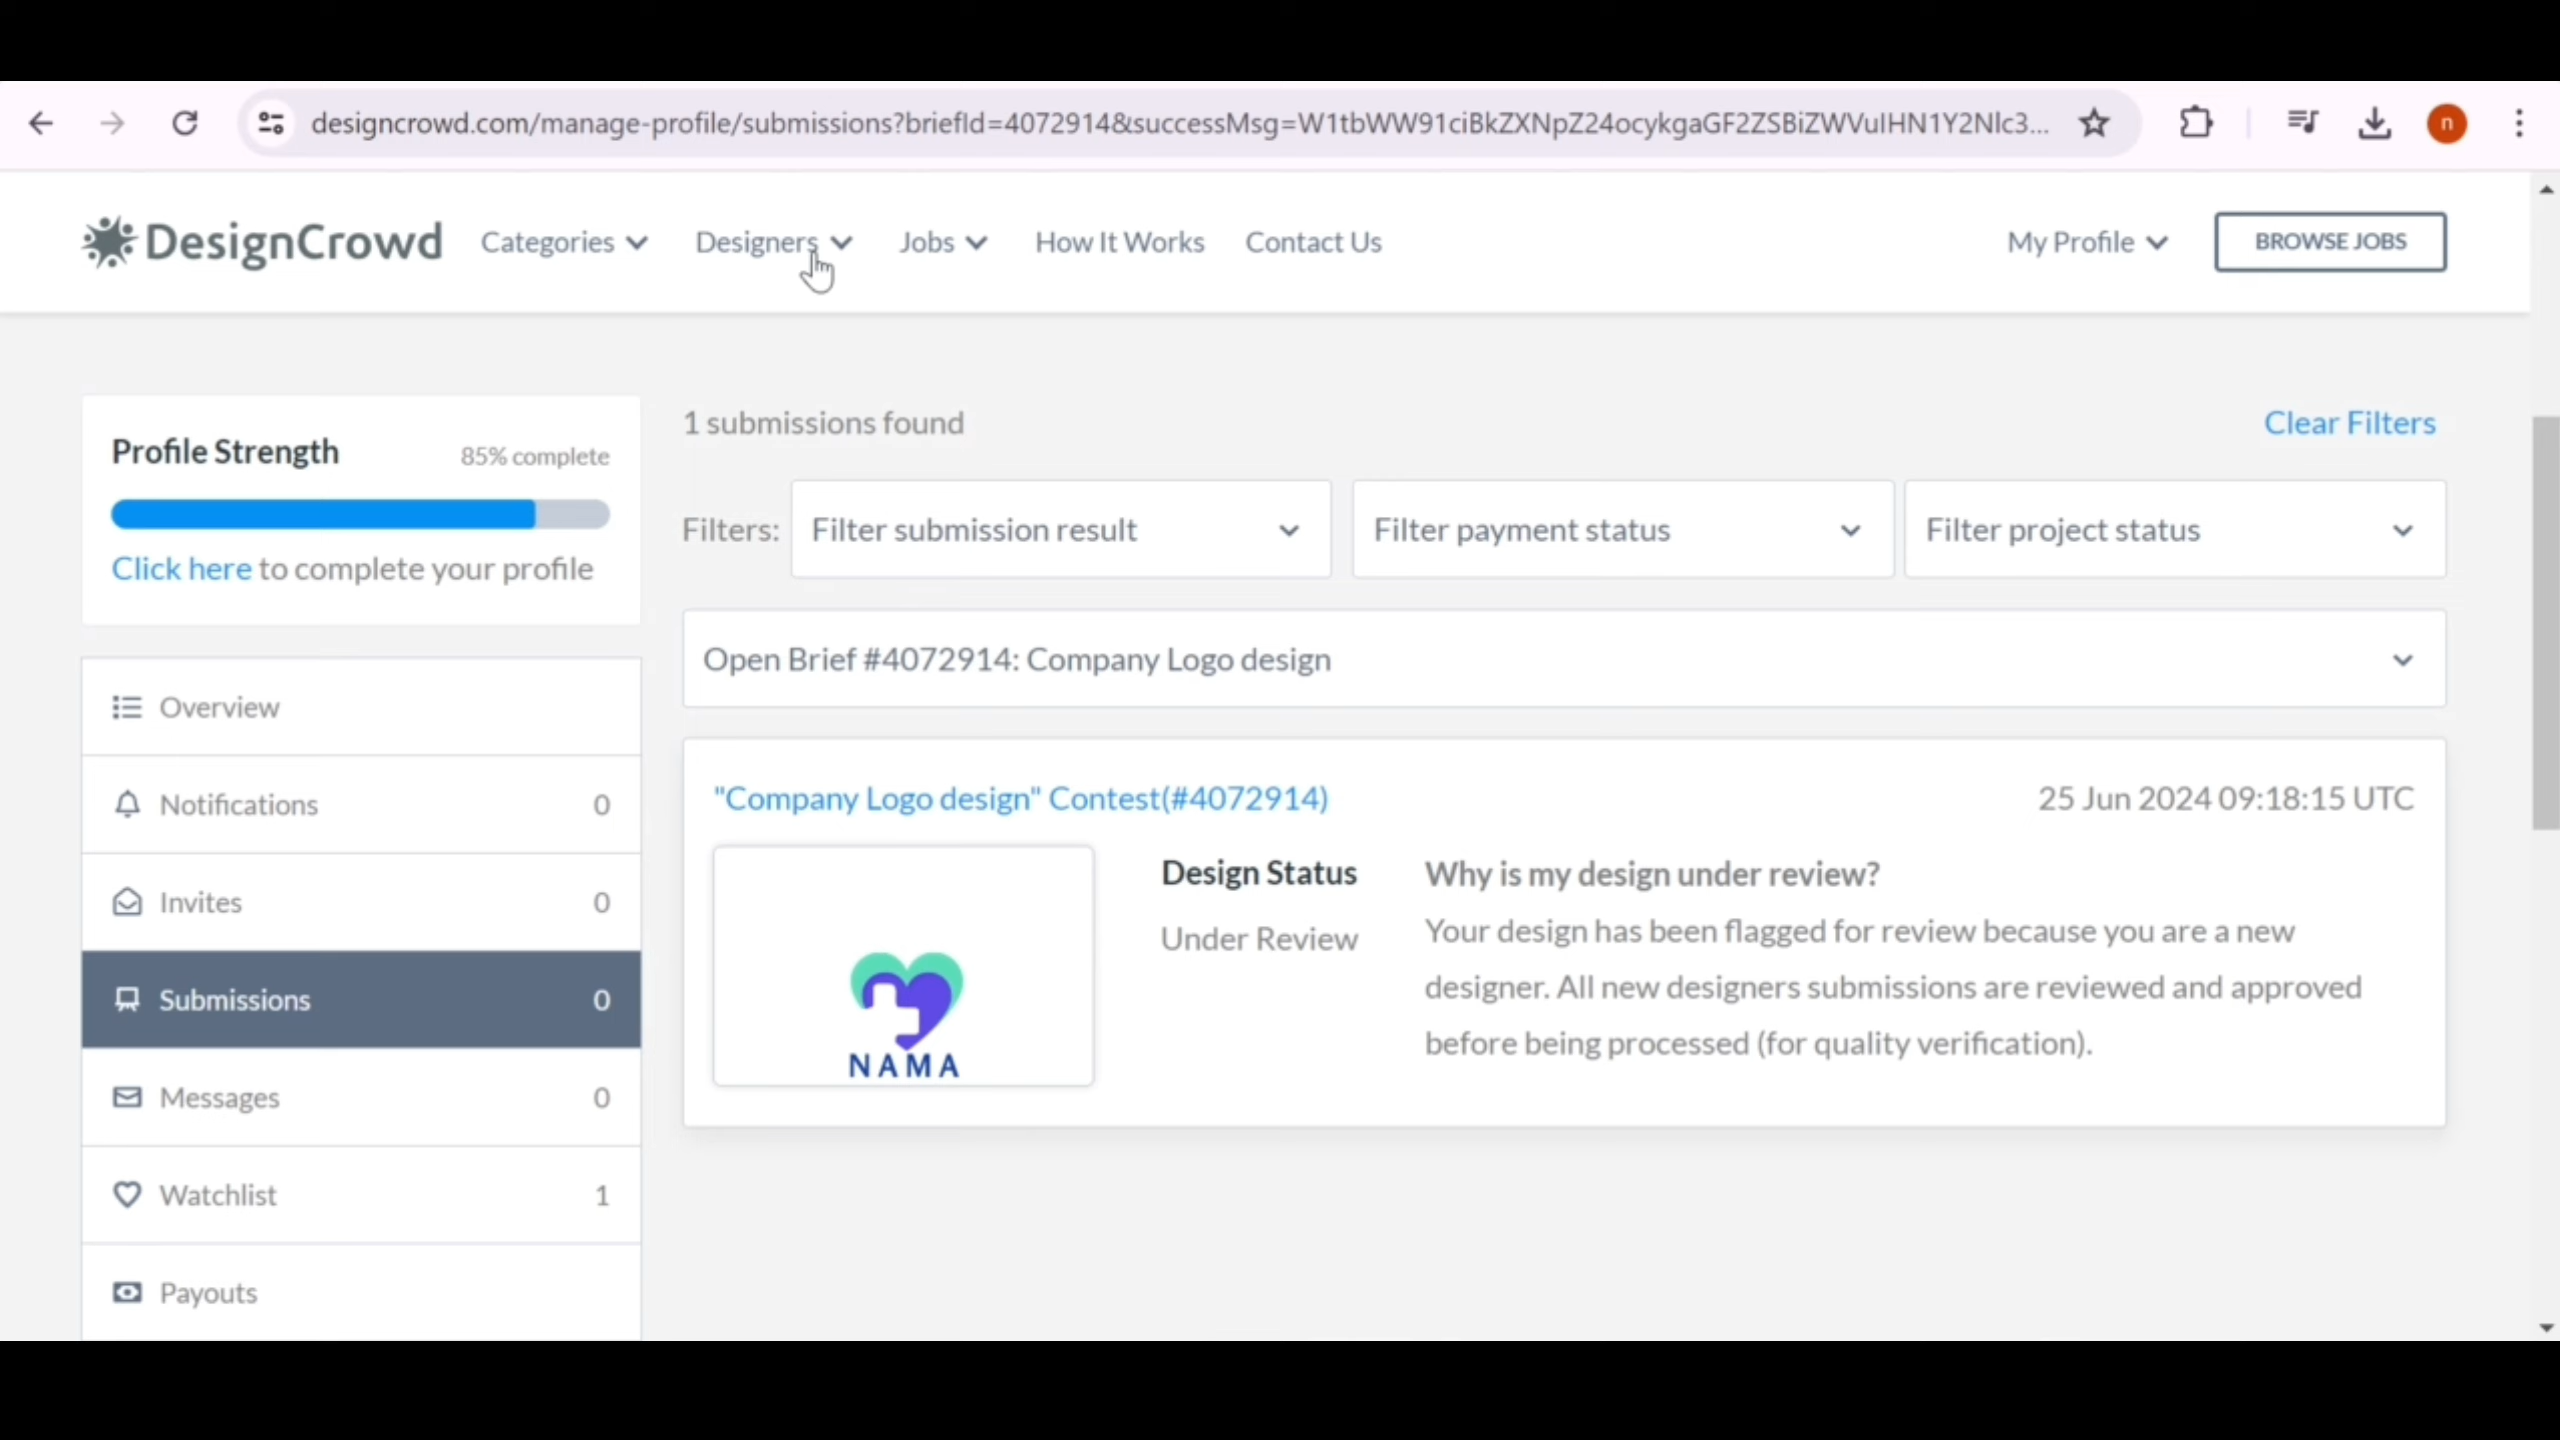 designcrowd.com/manage-profile/submissions?briefId=4072914&successMsg=W1tbWW91ciBkZXNpZ24ocykgaGF2ZSBiZWVuIHN1Y2Nlc3...
n
DesignCrowd Categories Designers Jobs How It Works Contact Us My Profile BROWSE JOBS
Profile Strength 85% complete
Click here to complete your profile
Overview
Notifications 0
Invites 0
Submissions 0
Messages 0
Watchlist 1
Payouts
1 submissions found Clear Filters
Filters: Filter submission result Filter payment status Filter project status
Open Brief #4072914: Company Logo design
"Company Logo design" Contest(#4072914) 25 Jun 2024 09:18:15 UTC
NAMA
Design Status
Under Review
Why is my design under review?
Your design has been flagged for review because you are a new
designer. All new designers submissions are reviewed and approved
before being processed (for quality verification).